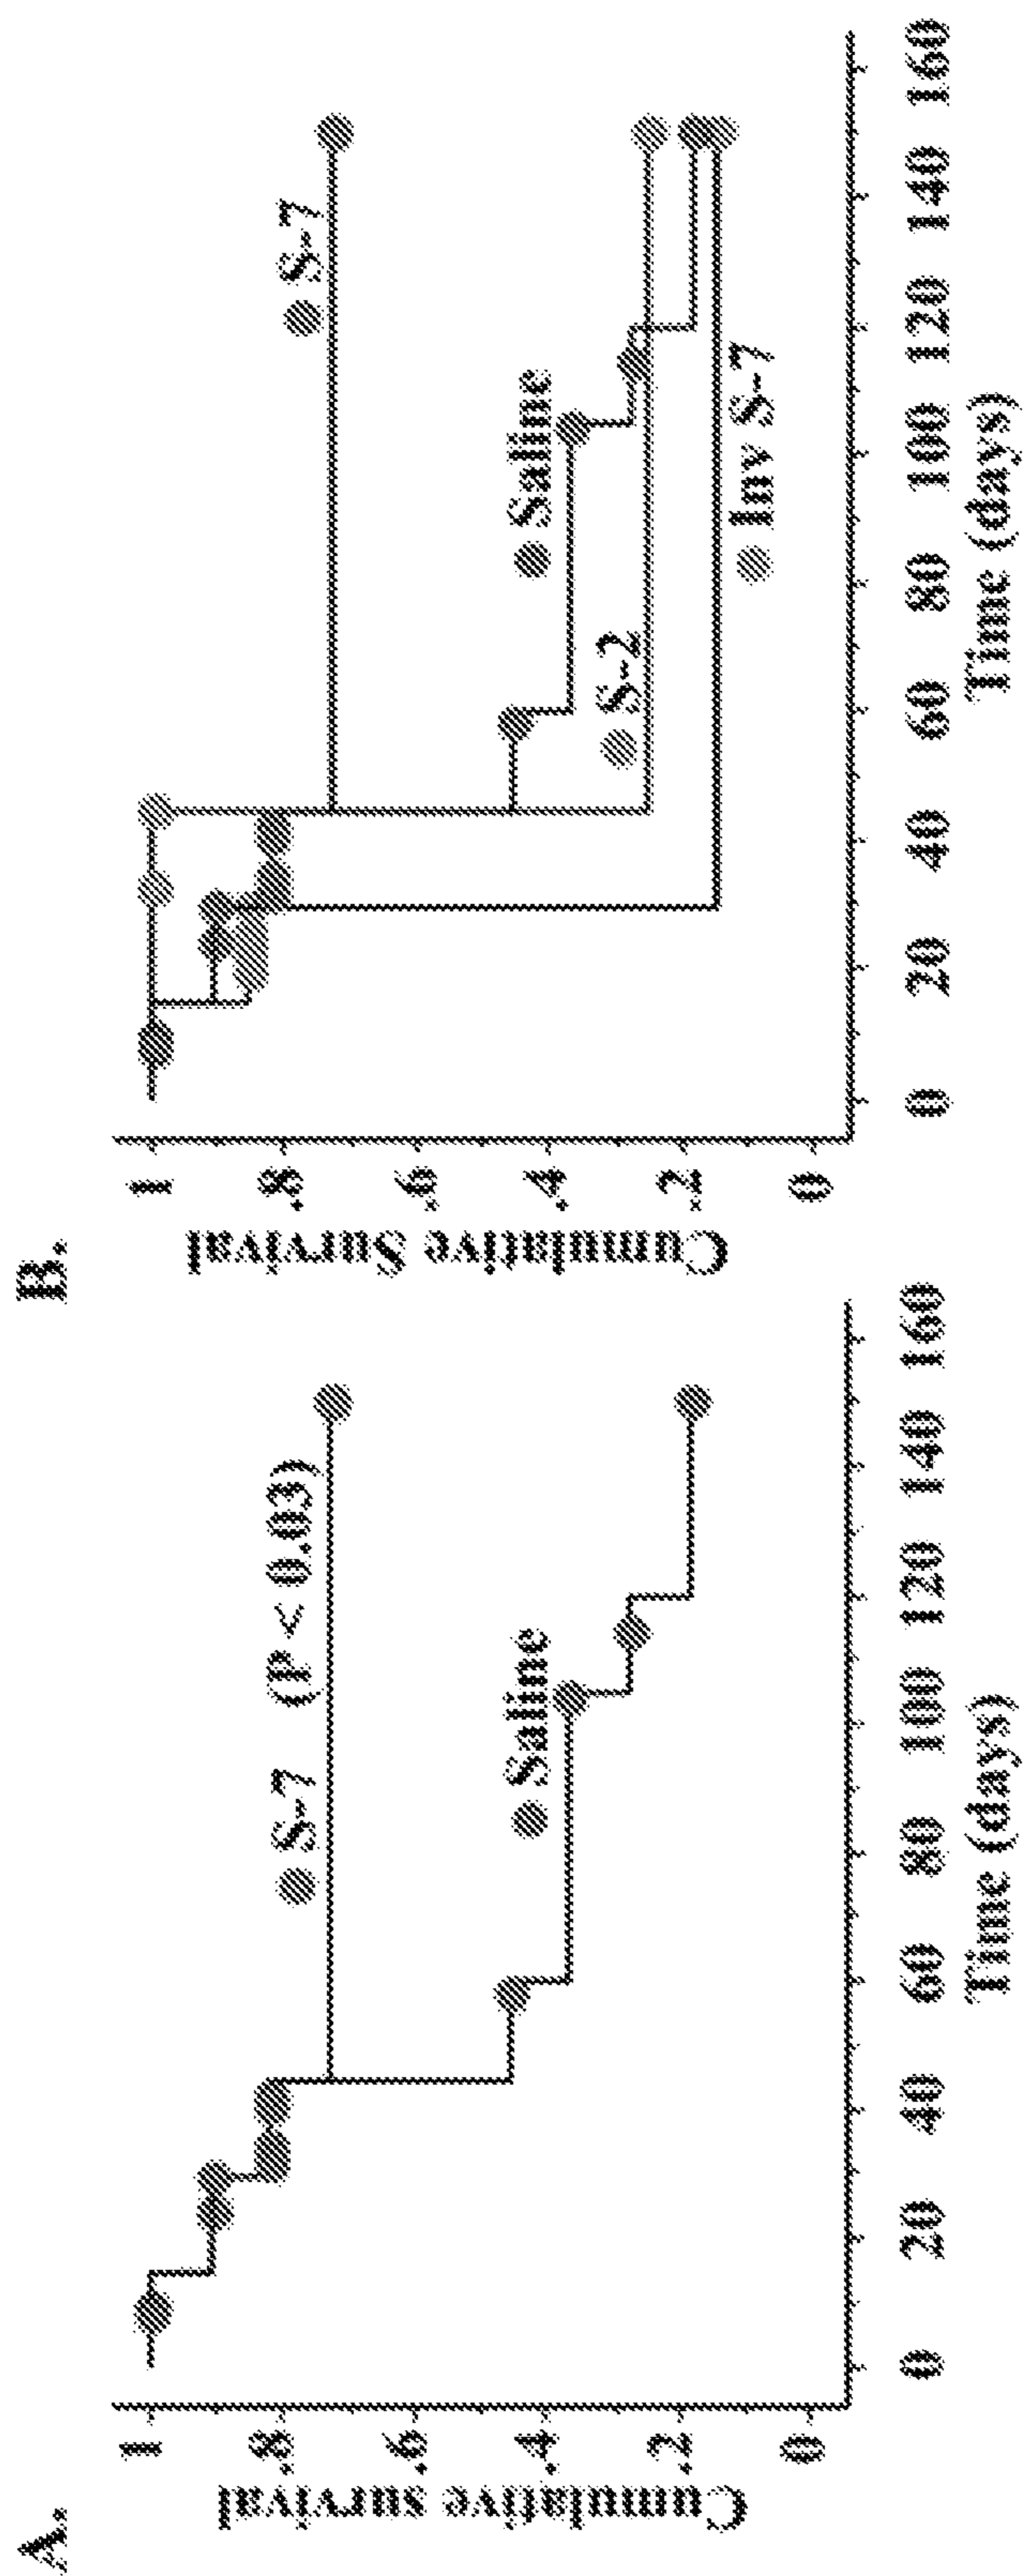 A.
Cumulative survival
1
.8
.6
.4
.2
0
S-7 (P < 0.03)
Saline
0 20 40 60 80 100 120 140 160
Time (days)
B.
Cumulative Survival
1
.8
.6
.4
.2
0
S-7
Saline
S-2
Inv S-7
0 20 40 60 80 100 120 140 160
Time (days)